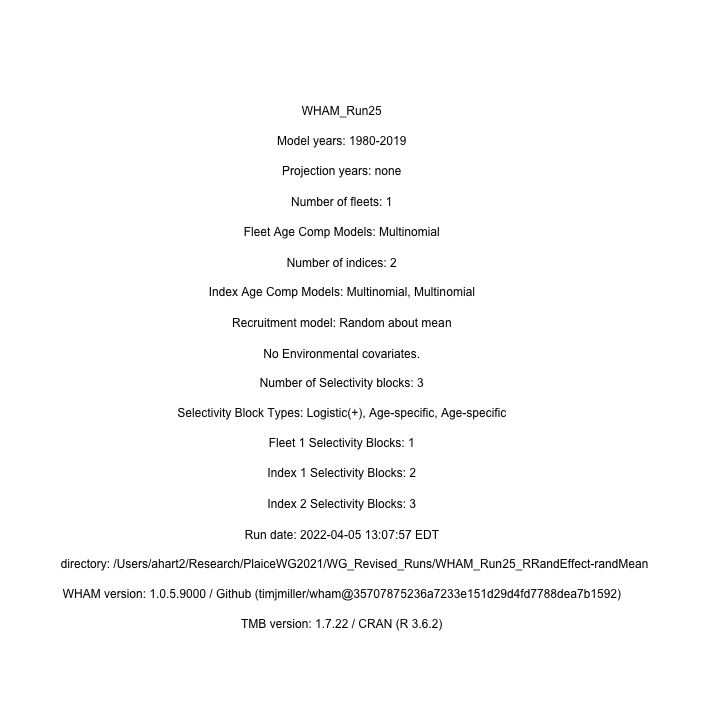 WHAM_Run25
Model years: 1980-2019
Projection years: none
Number of fleets: 1
Fleet Age Comp Models: Multinomial
Number of indices: 2
Index Age Comp Models: Multinomial, Multinomial
Recruitment model: Random about mean
No Environmental covariates.
Number of Selectivity blocks: 3
Selectivity Block Types: Logistic(+), Age-specific, Age-specific
Fleet 1 Selectivity Blocks: 1
Index 1 Selectivity Blocks: 2
Index 2 Selectivity Blocks: 3
Run date: 2022-04-05 13:07:57 EDT
directory: /Users/ahart2/Research/PlaiceWG2021/WG_Revised_Runs/WHAM_Run25_RRandEffect-randMean
WHAM version: 1.0.5.9000 / Github (timjmiller/wham@35707875236a7233e151d29d4fd7788dea7b1592)
TMB version: 1.7.22 / CRAN (R 3.6.2)